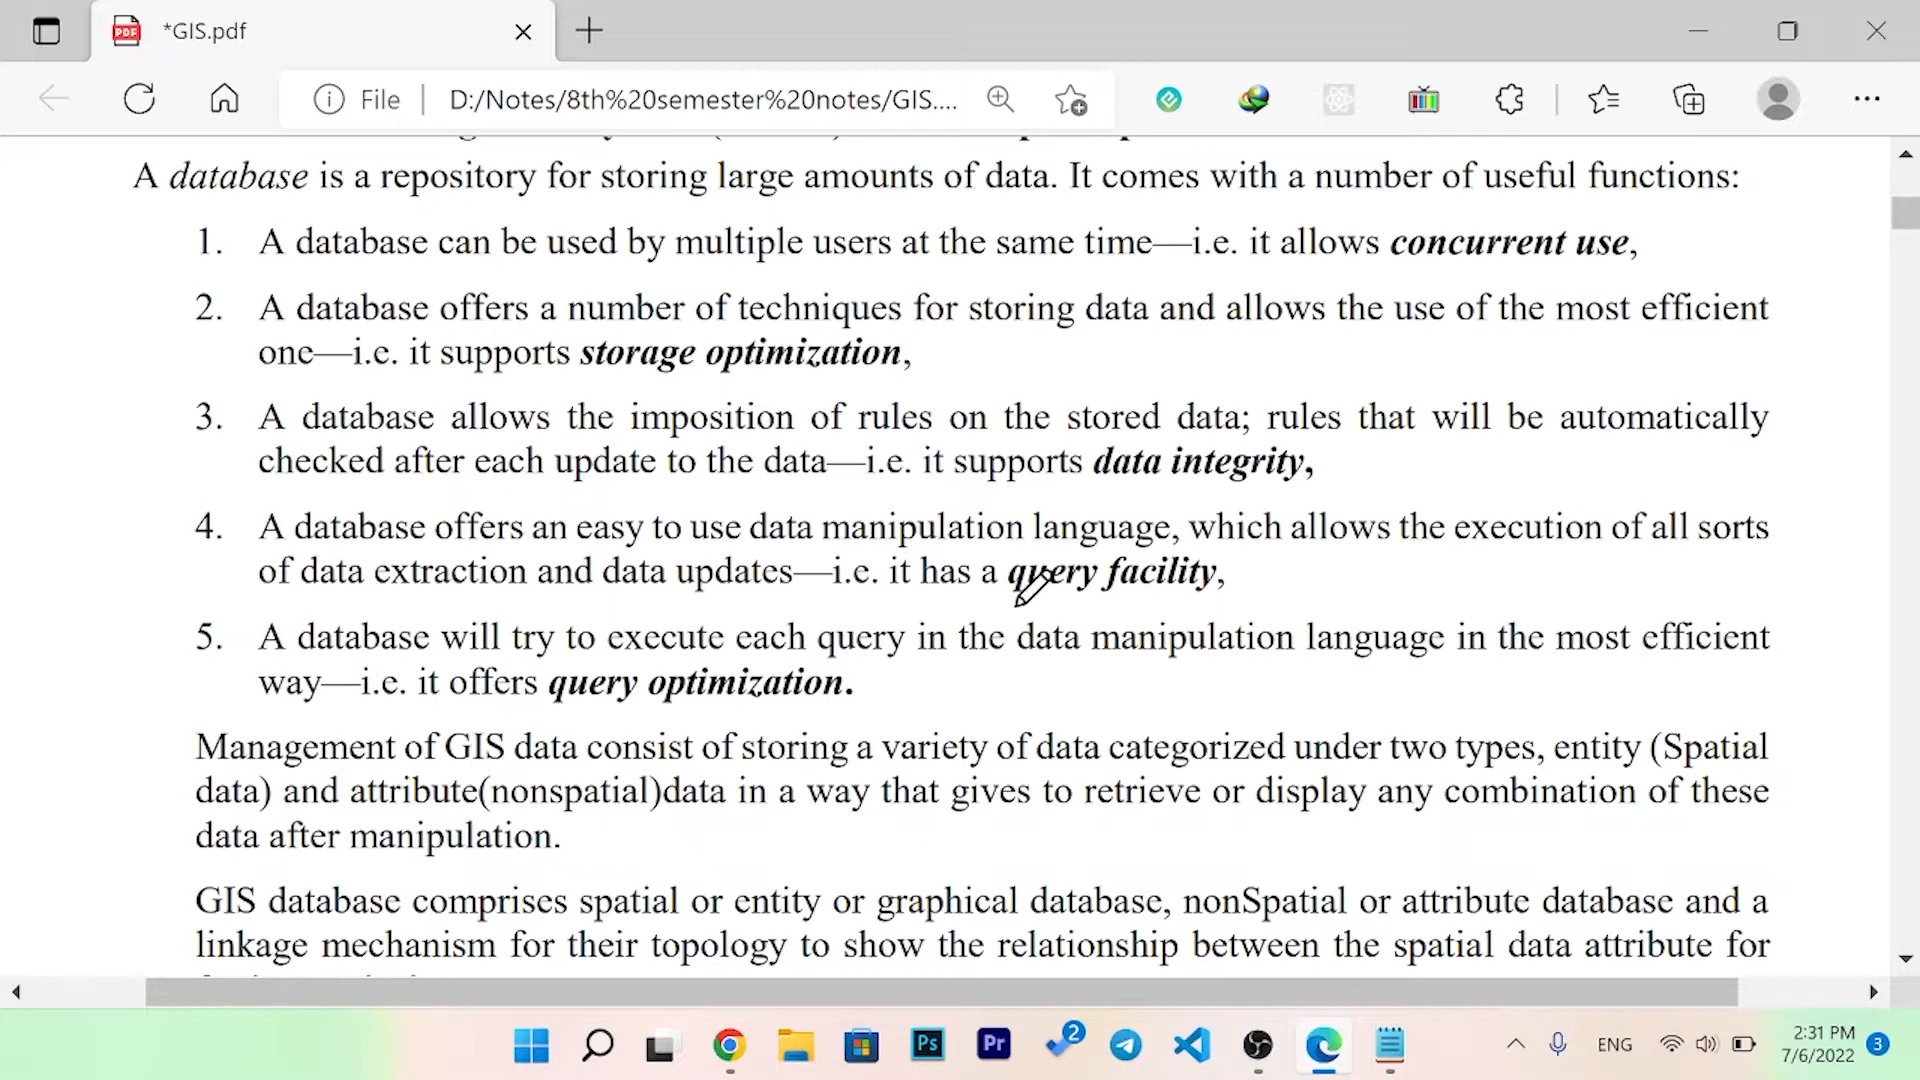 *GIS.pdf
File
D:/Notes/8th%20semester%20notes/GIS....
A database is a repository for storing large amounts of data. It comes with a number of useful functions:
1. A database can be used by multiple users at the same time—i.e. it allows concurrent use,
2. A database offers a number of techniques for storing data and allows the use of the most efficient
one—i.e. it supports storage optimization,
3. A database allows the imposition of rules on the stored data; rules that will be automatically
checked after each update to the data—i.e. it supports data integrity,
4. A database offers an easy to use data manipulation language, which allows the execution of all sorts
of data extraction and data updates—i.e. it has a query facility,
5. A database will try to execute each query in the data manipulation language in the most efficient
way—i.e. it offers query optimization.
Management of GIS data consist of storing a variety of data categorized under two types, entity (Spatial
data) and attribute(nonspatial)data in a way that gives to retrieve or display any combination of these
data after manipulation.
GIS database comprises spatial or entity or graphical database, nonSpatial or attribute database and a
linkage mechanism for their topology to show the relationship between the spatial data attribute for
Ps
Pr
2
ENG
2:31 PM
7/6/2022
3